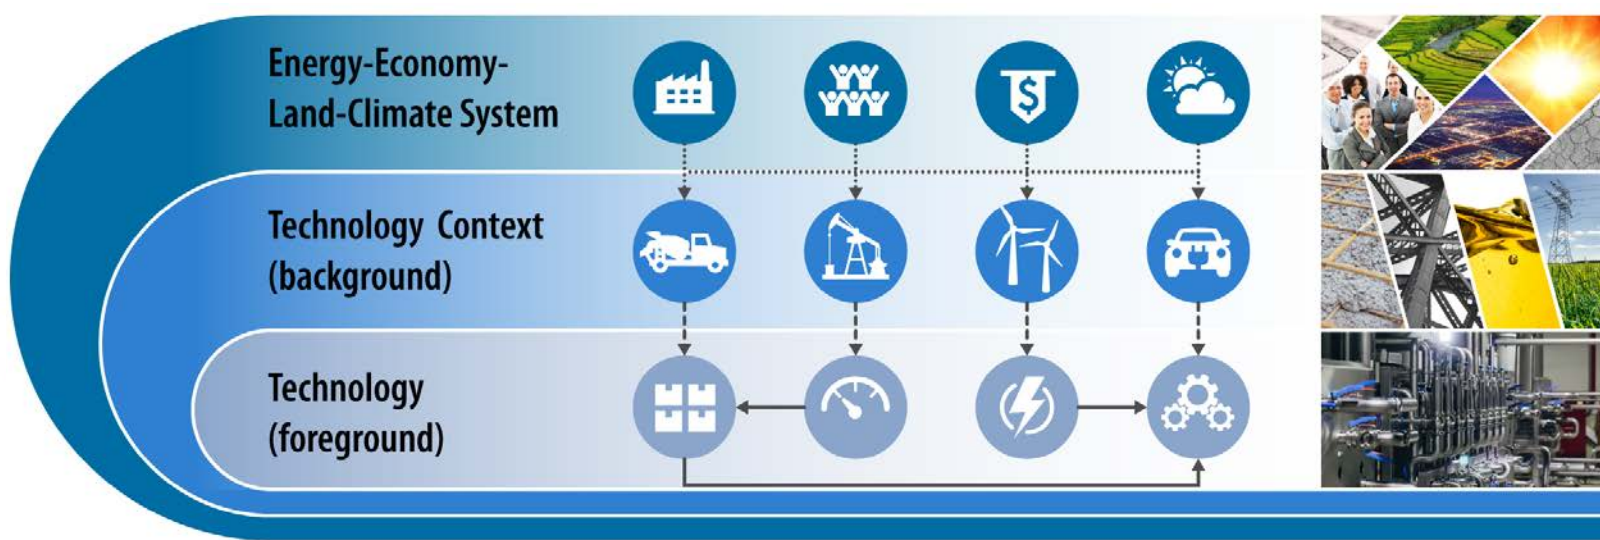 Energy-Economy-
Land-Climate System
$
Technology Context
(background)
Technology
(foreground)